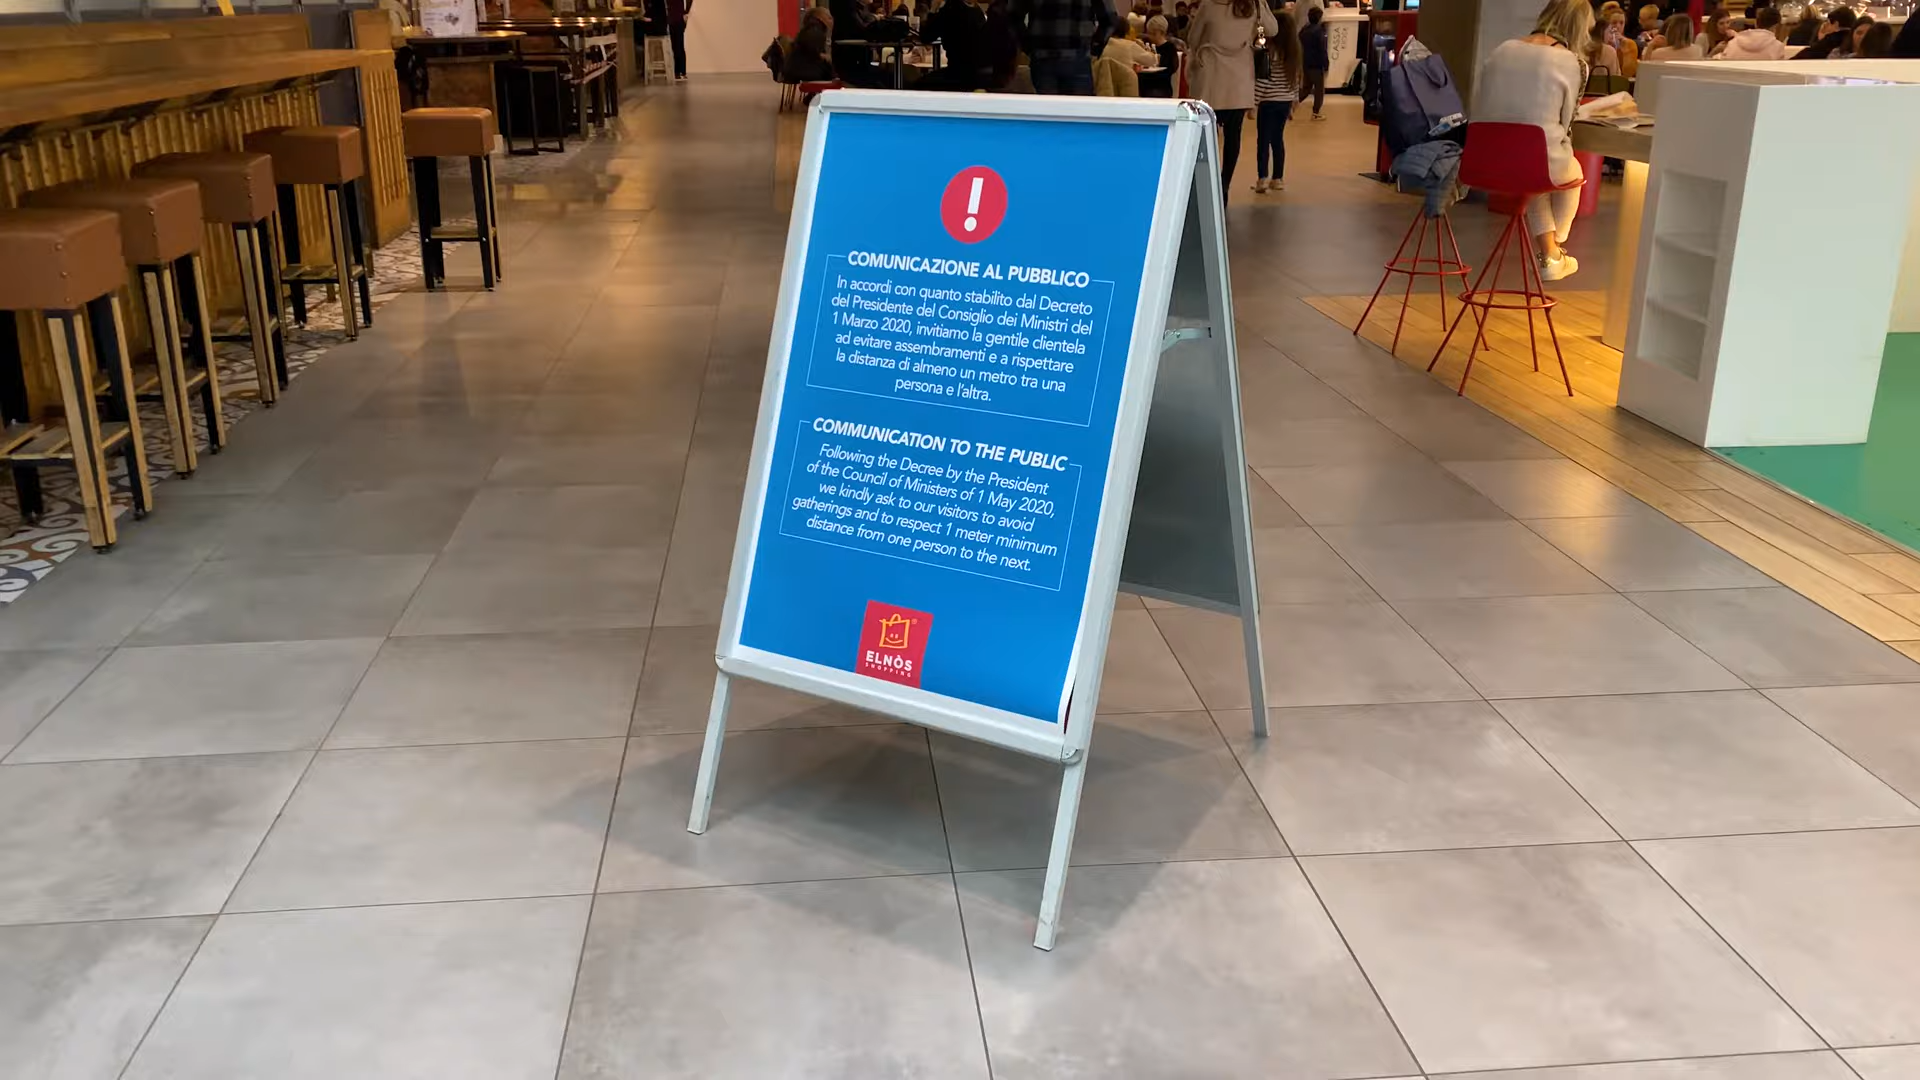 !
COMUNICAZIONE AL PUBBLICO
In accordi con quanto stabilito dal Decreto
del Presidente del Consiglio dei Ministri del
1 Marzo 2020, invitiamo la gentile clientela
ad evitare assembramenti e a rispettare
la distanza di almeno un metro tra una
persona e l'altra.
COMMUNICATION TO THE PUBLIC
Following the Decree by the President
of the Council of Ministers of 1 May 2020,
we kindly ask to our visitors to avoid
gatherings and to respect 1 meter minimum
distance from one person to the next.
ELNÒS
SHOPPING
CASSA